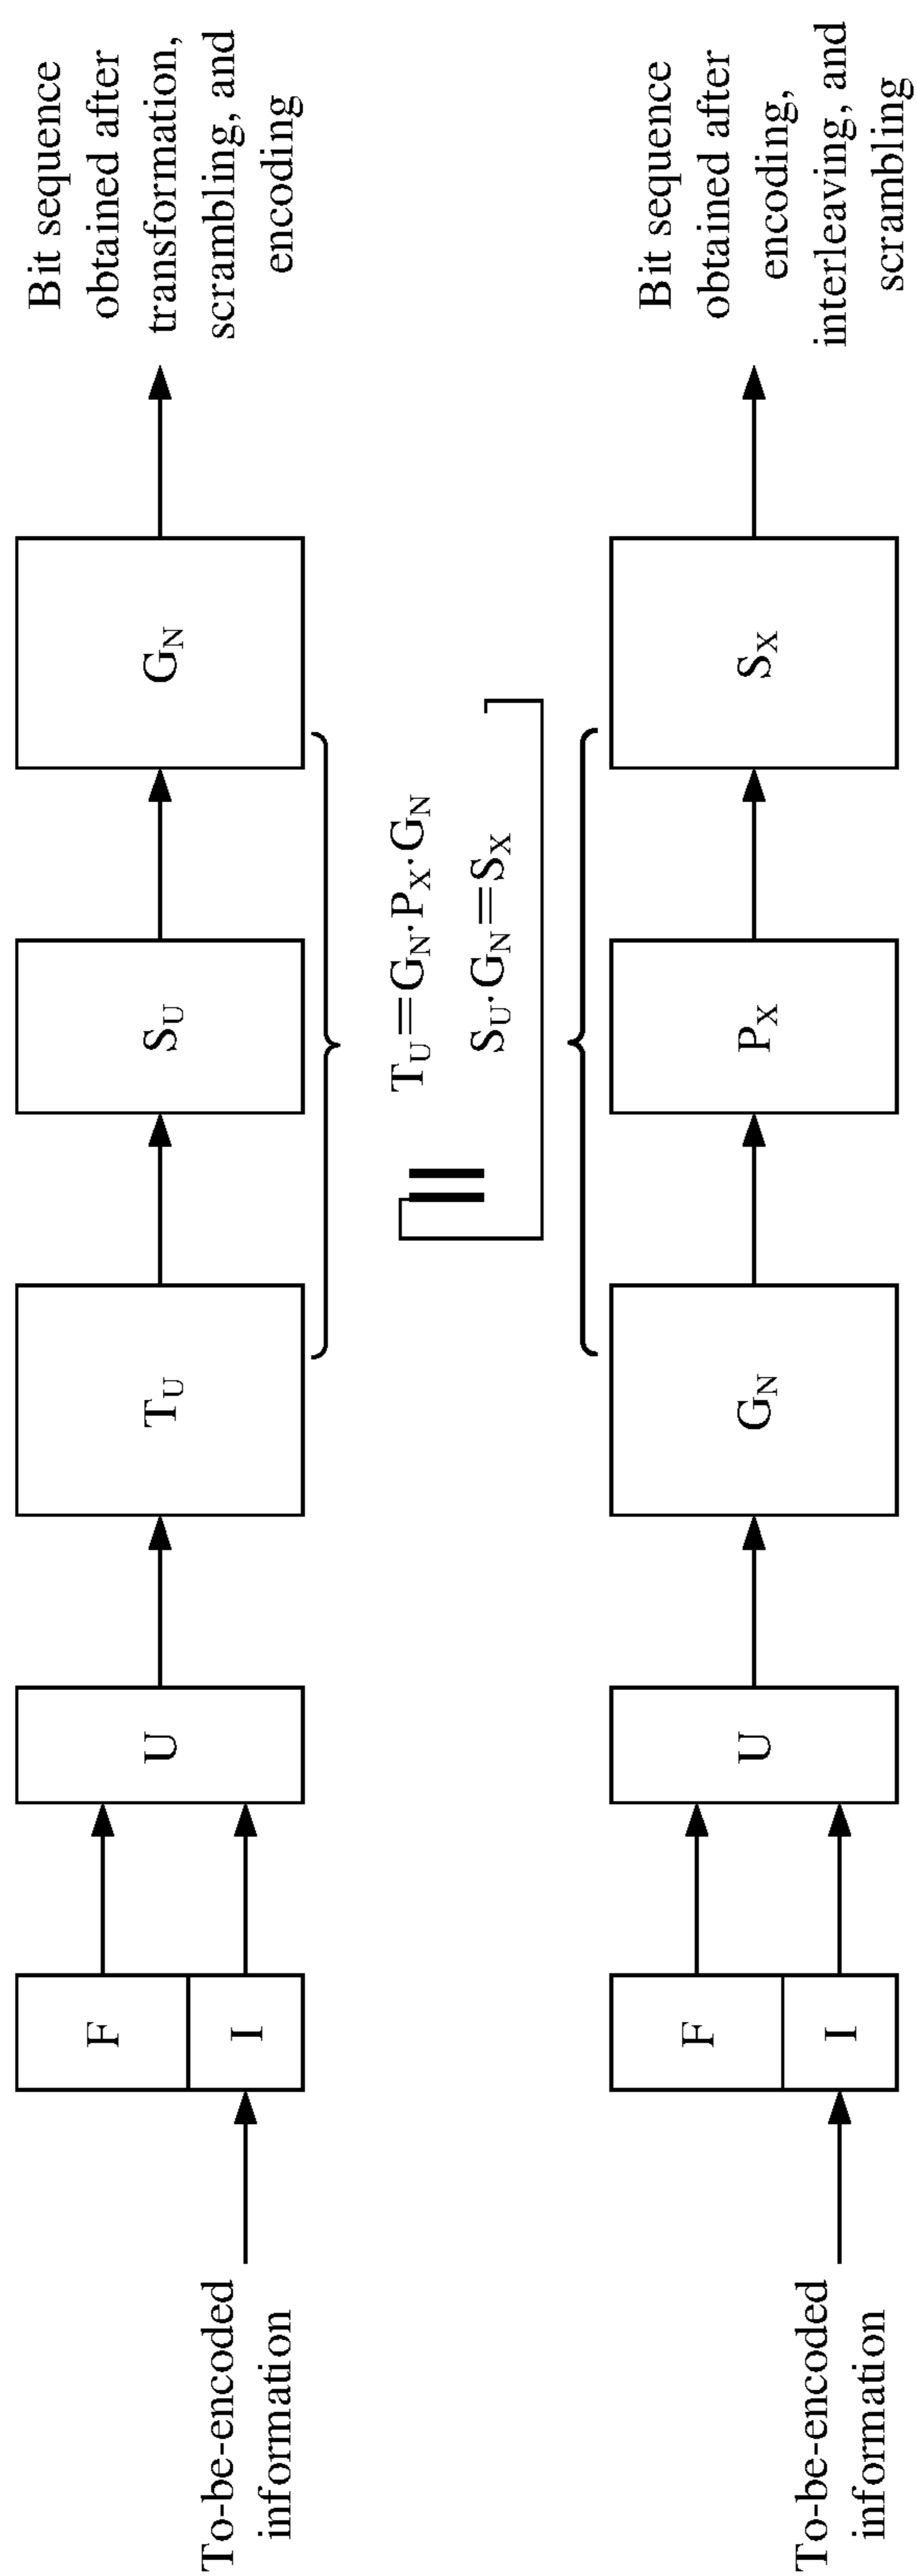 To-be-encoded
information
F
I
U
T_U
S_U
G_N
Bit sequence
obtained after
transformation,
scrambling, and
encoding
T_U=G_N·P_X·G_N
S_U·G_N=S_X
To-be-encoded
information
F
I
U
G_N
P_X
S_X
Bit sequence
obtained after
encoding,
interleaving, and
scrambling